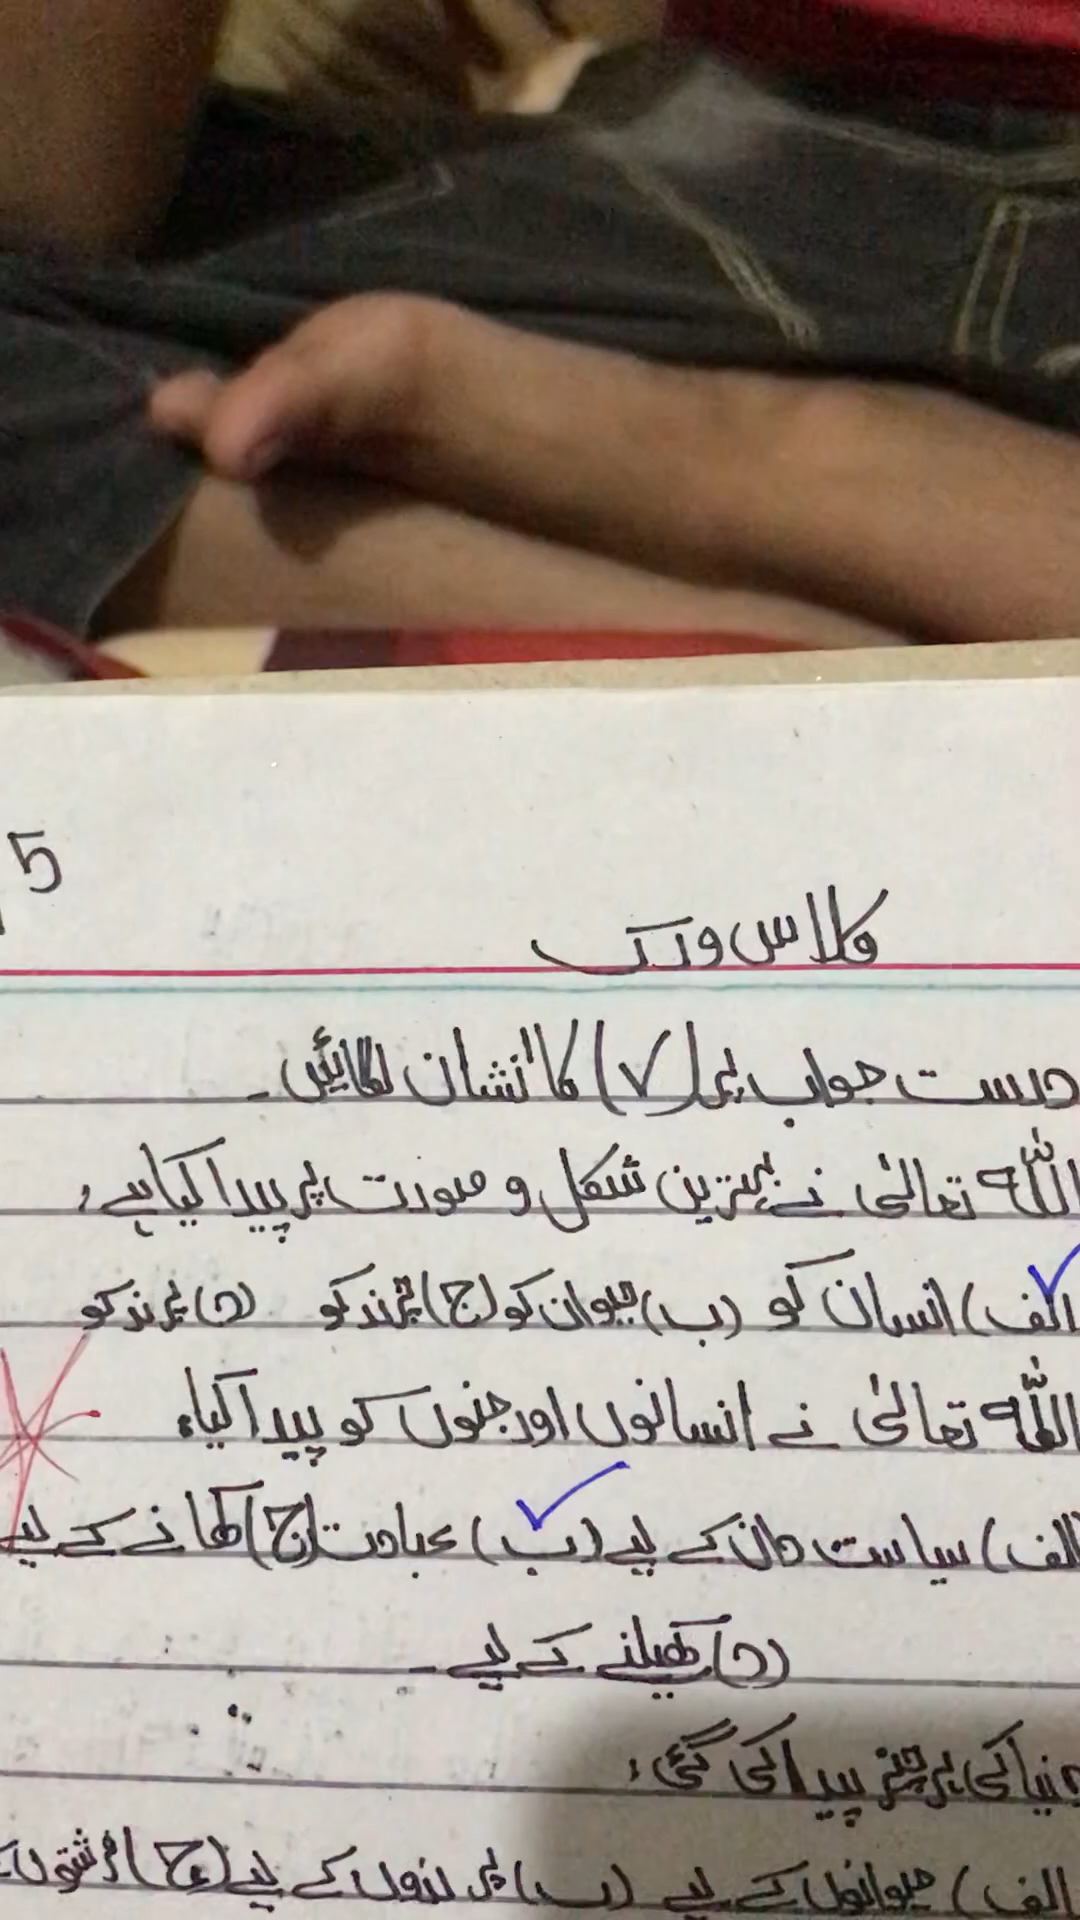 5
کلاس ورک
درست جواب پر (✓) کا نشان لگائیں۔
اللہ تعالیٰ نے بہترین شکل و صورت پر پیدا کیا ہے،
الف) انسان کو (ب) حیوان کو (ج) چرند کو (د) پرند کو
اللہ تعالیٰ نے انسانوں اور جنوں کو پیدا کیا،
الف) سیاست دان کے لیے (ب) عبادت (ج) کھانے کے لیے
(د) کھیلنے کے لیے۔
دنیا کی ہر چیز پیدا کی گئی،
الف) حیوانوں کے لیے (ب) پرندوں کے لیے (ج) فرشتوں